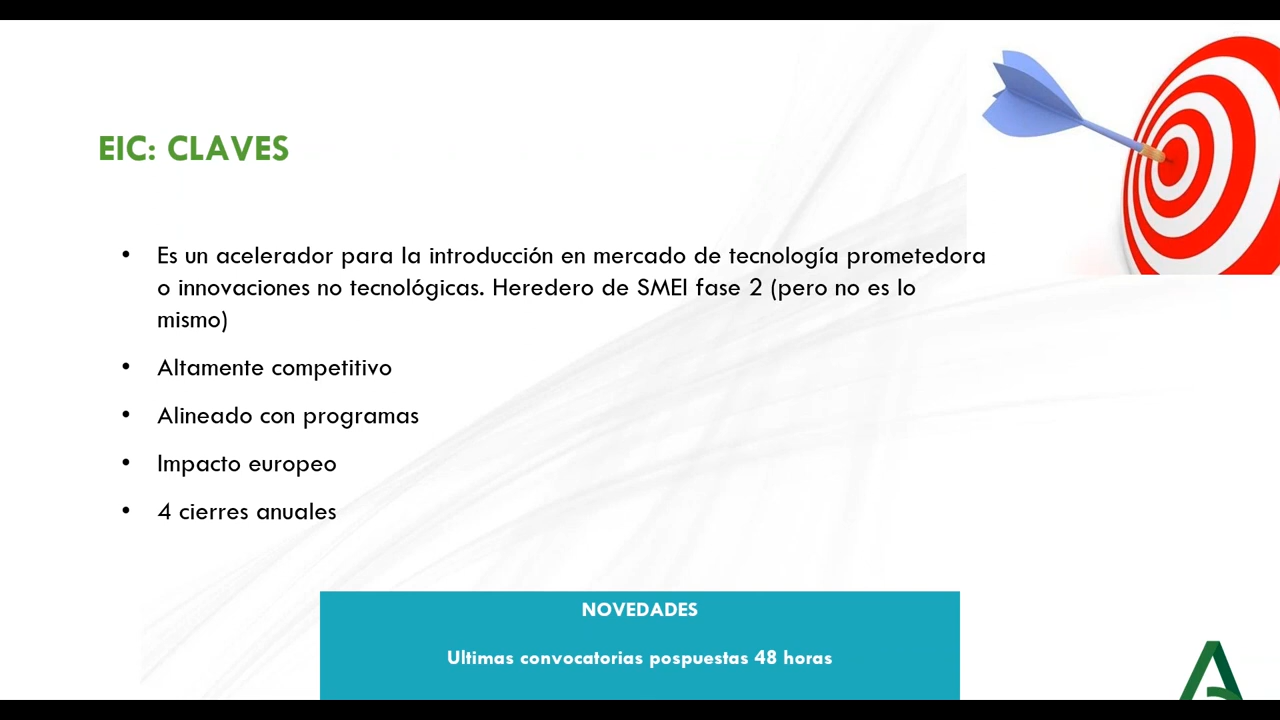 EIC: CLAVES
• Es un acelerador para la introducción en mercado de tecnología prometedora
o innovaciones no tecnológicas. Heredero de SMEI fase 2 (pero no es lo
mismo)
• Altamente competitivo
• Alineado con programas
• Impacto europeo
• 4 cierres anuales
NOVEDADES
Ultimas convocatorias pospuestas 48 horas